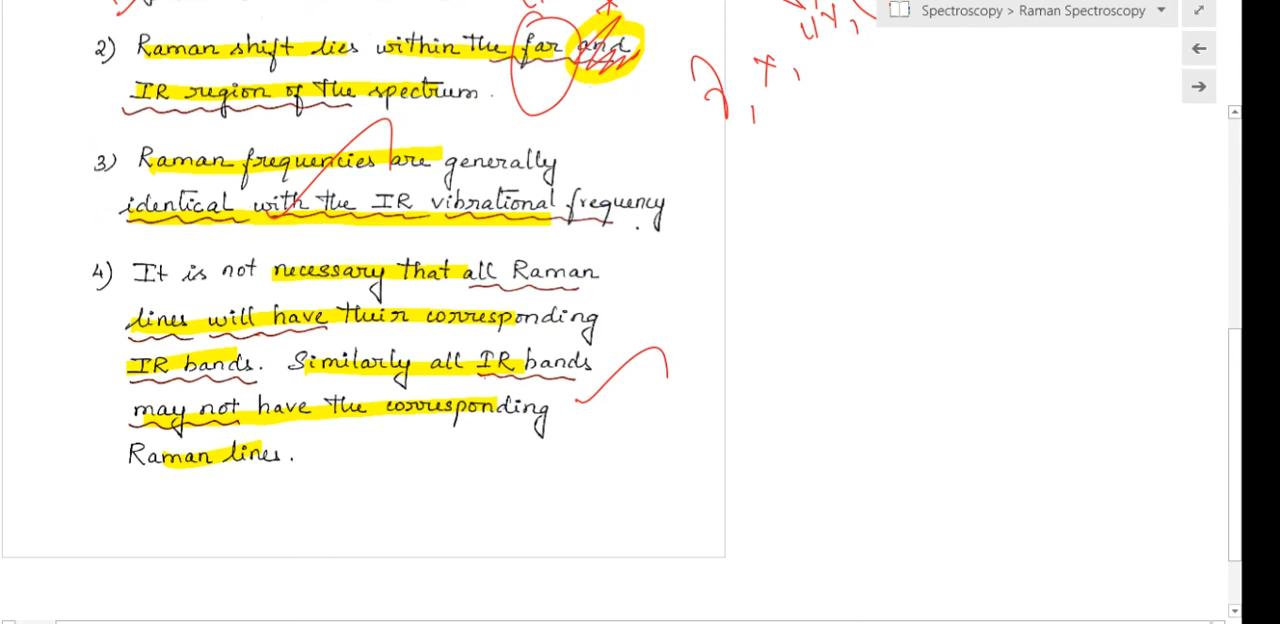 Spectroscopy > Raman Spectroscopy
2) Raman shift lies within the far and
IR region of the spectrum.
3) Raman frequencies are generally
identical with the IR vibrational frequency
.
4) It is not necessary that all Raman
lines will have their corresponding
IR bands. Similarly all IR bands
may not have the corresponding
Raman lines.